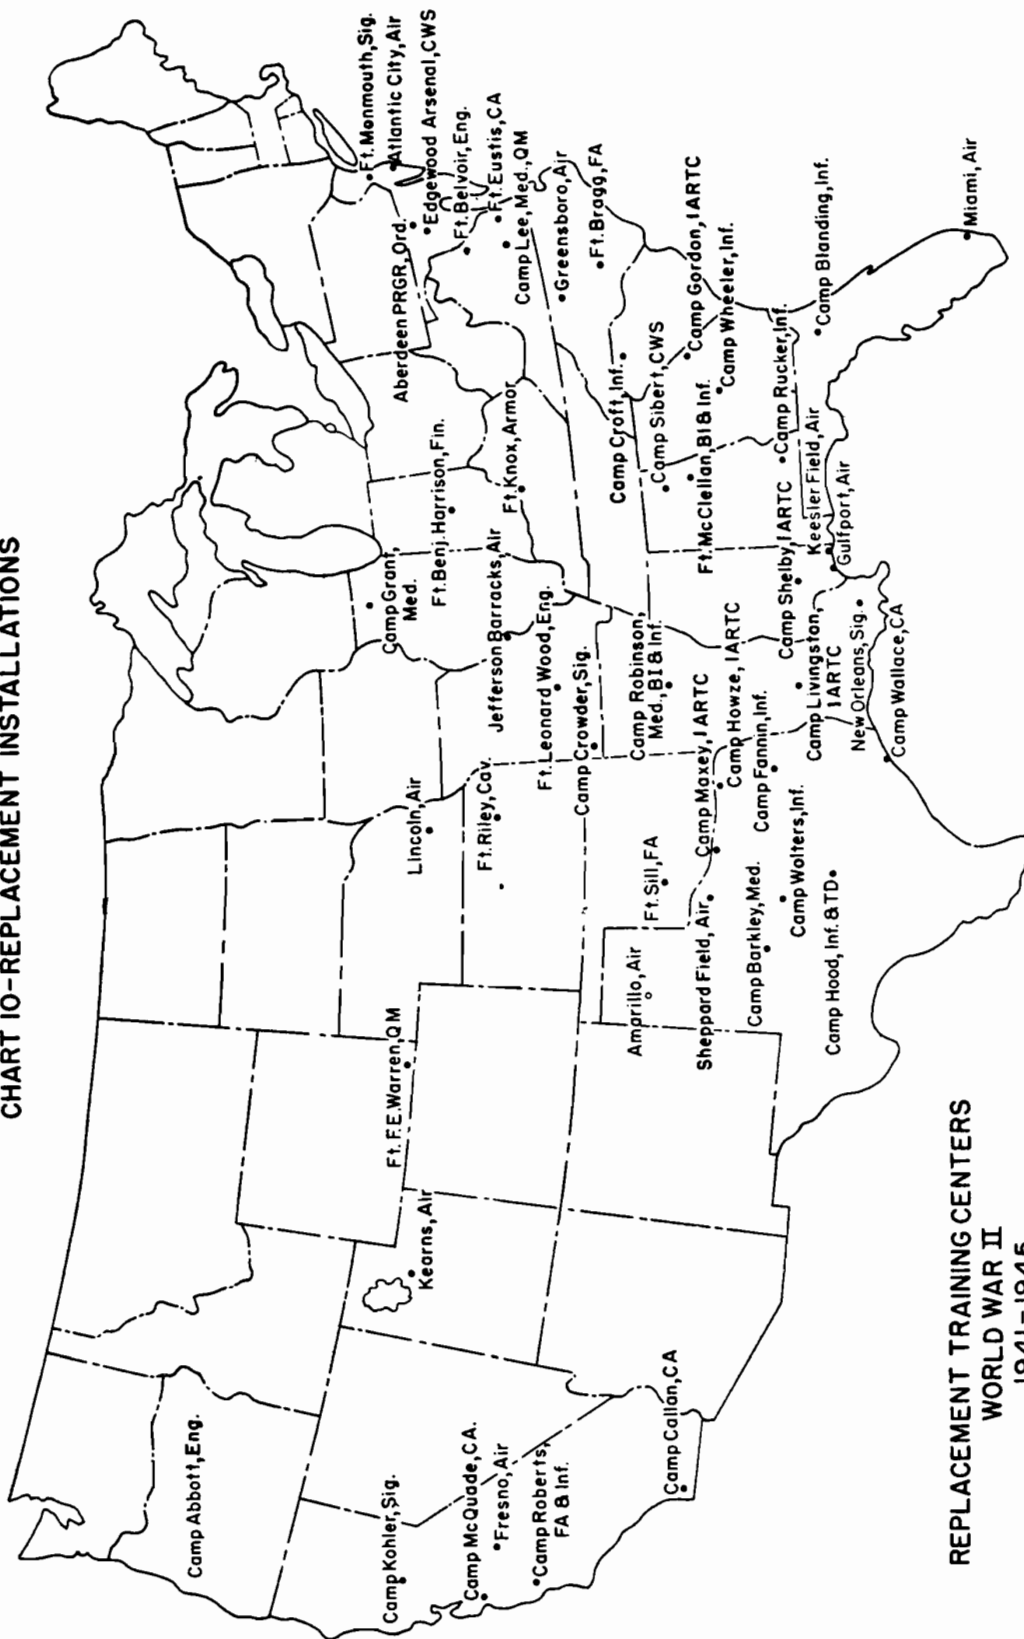 CHART 10-REPLACEMENT INSTALLATIONS
Camp Abbott, Eng.
Camp Kohler, Sig.
Camp McQuade, CA.
Fresno, Air
Camp Roberts,
FA & Inf.
Camp Callan, CA
Kearns, Air
Ft. F.E. Warren, QM
Lincoln, Air
Ft. Riley, Cav.
Amarillo, Air
Ft. Sill, FA
Sheppard Field, Air
Camp Barkley, Med.
Camp Wolters, Inf.
Camp Hood, Inf. & TD
Camp Maxey, IARTC
Camp Howze, IARTC
Camp Fannin, Inf.
Camp Grant,
Med.
Ft. Benj. Harrison, Fin.
Jefferson Barracks, Air
Ft. Leonard Wood, Eng.
Camp Crowder, Sig.
Camp Robinson,
Med., BI & Inf.
Ft. Knox, Armor
Camp Livingston,
IARTC
New Orleans, Sig.
Camp Wallace, CA
Camp Shelby, IARTC
Keesler Field, Air
Gulfport, Air
Ft. McClellan, BI & Inf.
Camp Sibert, CWS
Camp Rucker, Inf.
Camp Croft, Inf.
Camp Gordon, IARTC
Camp Wheeler, Inf.
Camp Blanding, Inf.
Miami, Air
Ft. Monmouth, Sig.
Atlantic City, Air
Edgewood Arsenal, CWS
Aberdeen PRGR, Ord.
Ft. Belvoir, Eng.
Ft. Eustis, CA
Camp Lee, Med., QM
Greensboro, Air
Ft. Bragg, FA
REPLACEMENT TRAINING CENTERS
WORLD WAR II
1941-1945